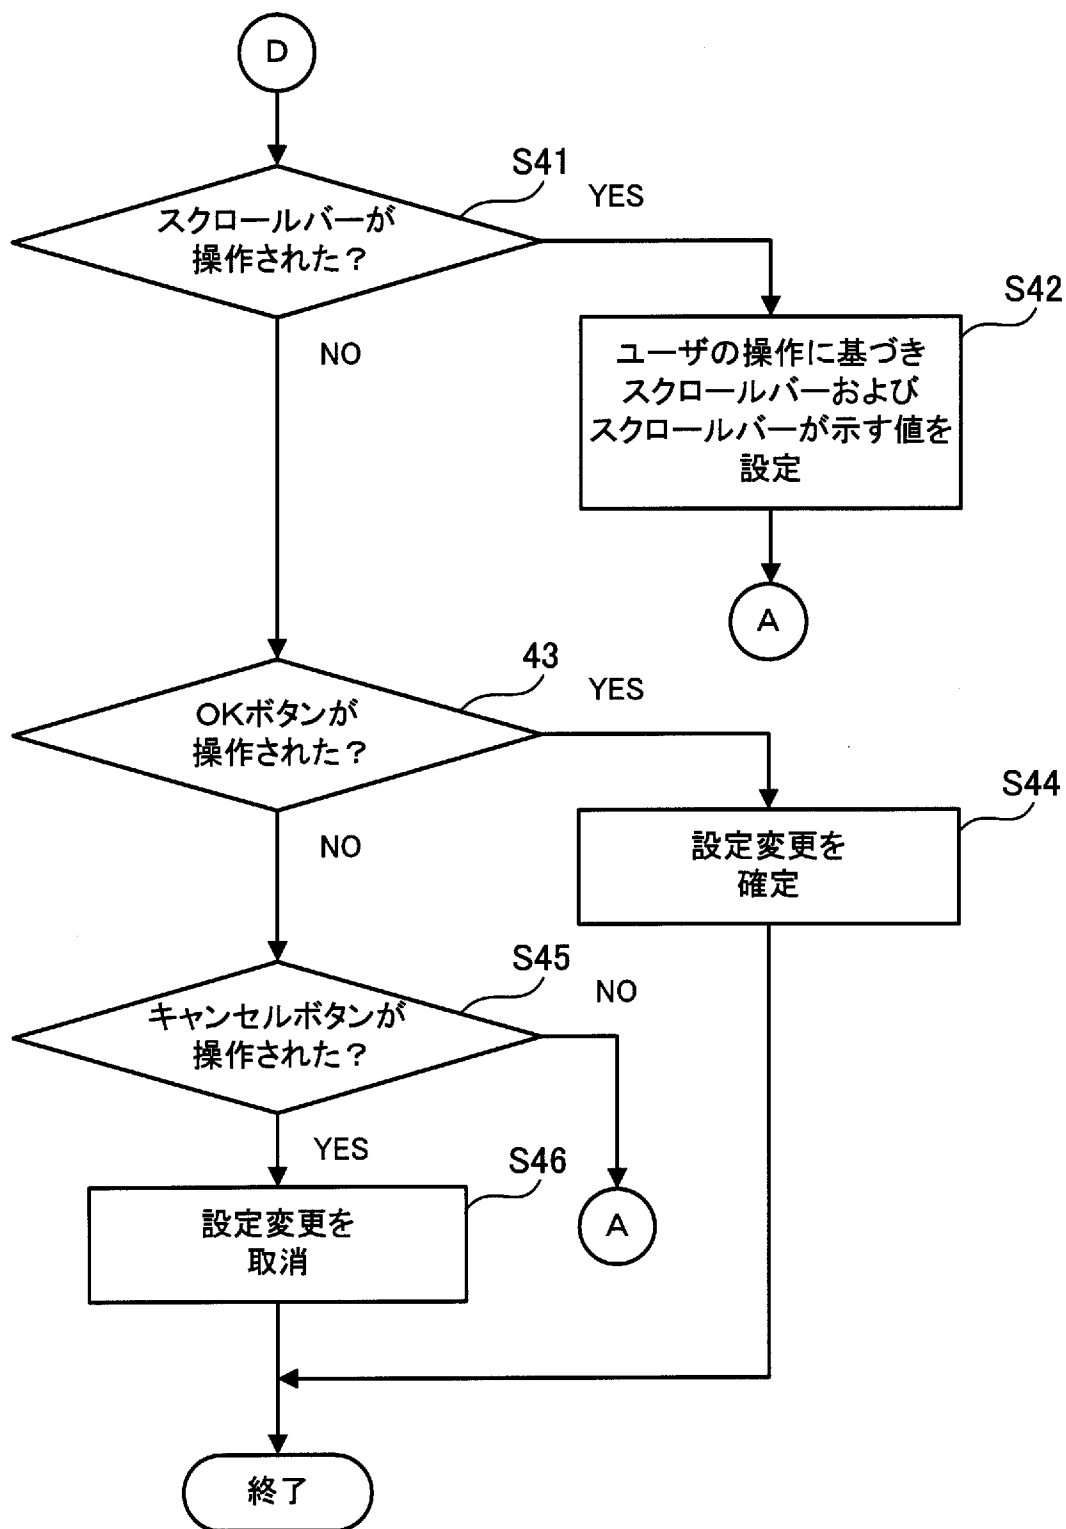 D
S41
YES
スクロールバーが
操作された？
NO
S42
ユーザの操作に基づき
スクロールバーおよび
スクロールバーが示す値を
設定
A
43
YES
OKボタンが
操作された？
NO
S44
設定変更を
確定
S45
NO
キャンセルボタンが
操作された？
YES
S46
設定変更を
取消
A
終了